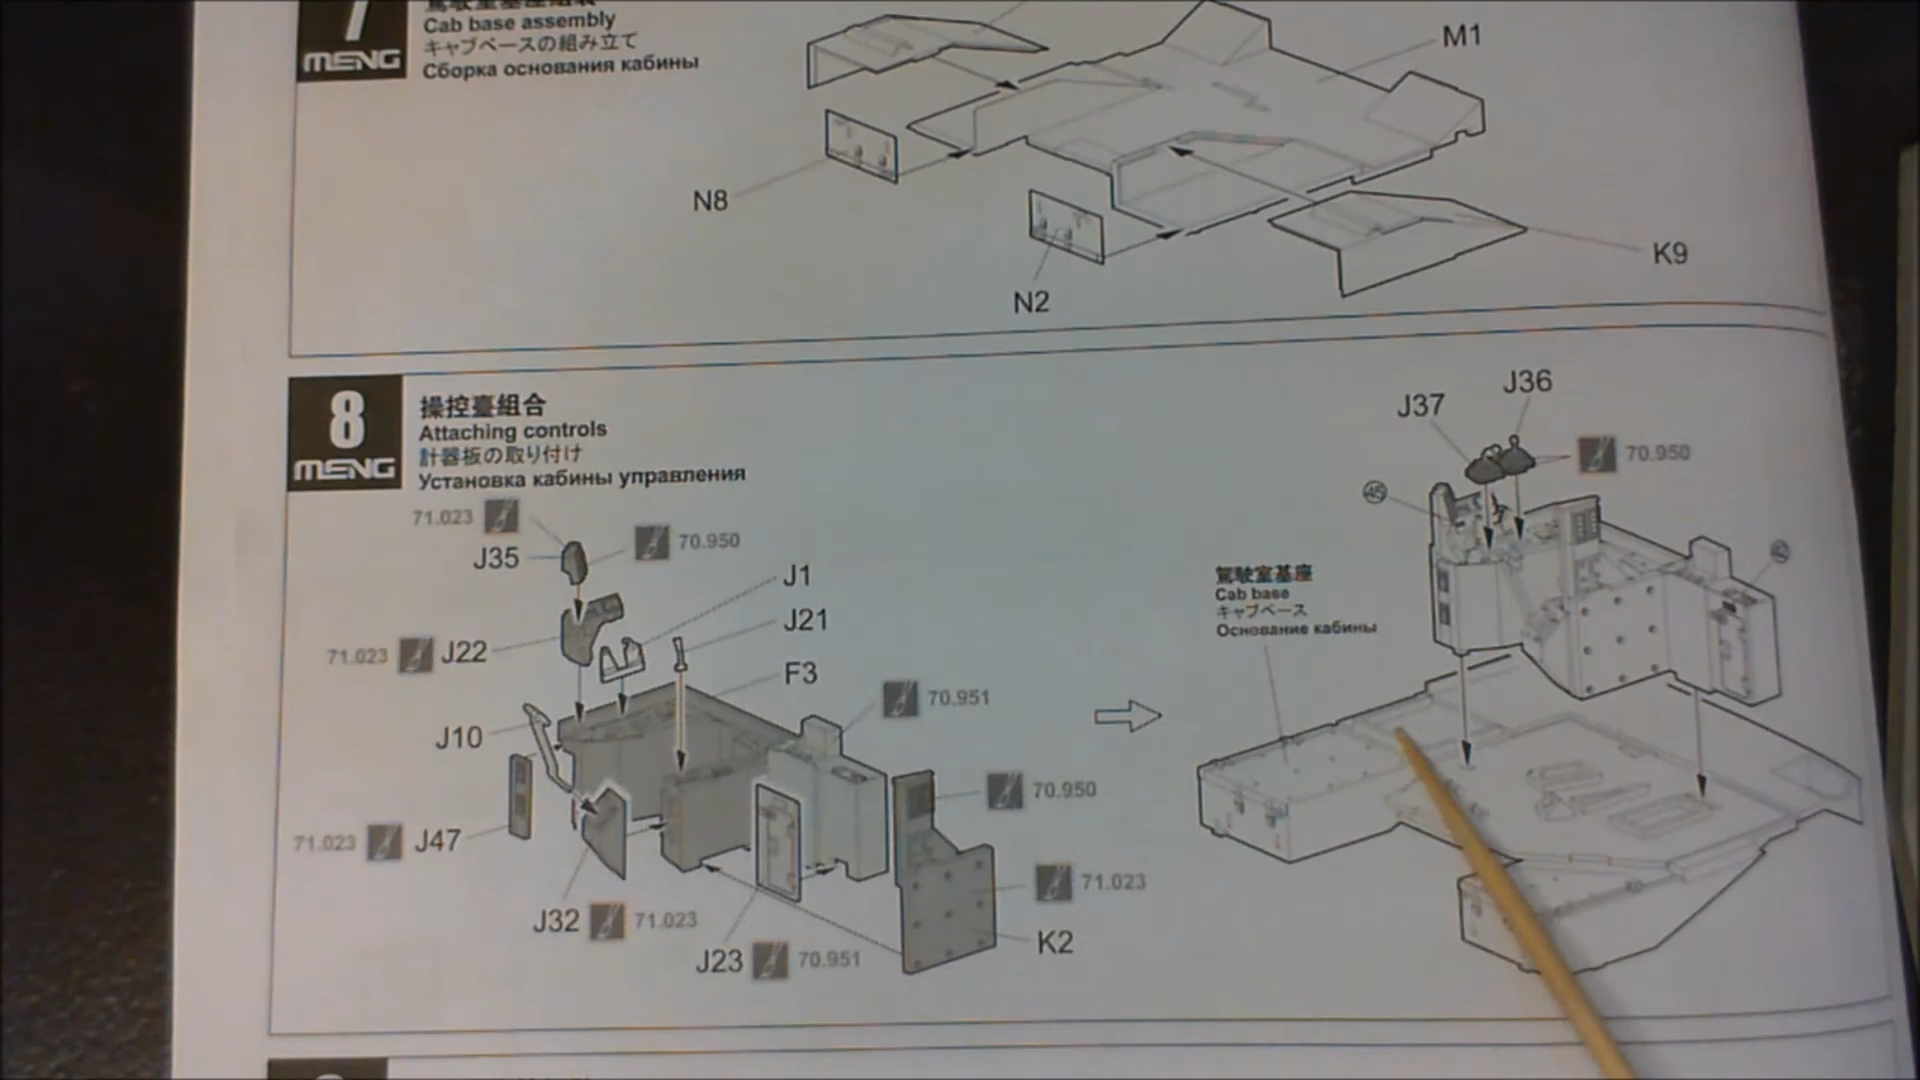 7
MENG
Cab base assembly
キャブベースの組み立て
Сборка основания кабины
M1
N8
N2
K9
8
MENG
操控臺組合
Attaching controls
計器板の取り付け
Установка кабины управления
71.023
J35
70.950
J1
J21
71.023
J22
F3
70.951
J10
70.950
71.023
J47
71.023
J32
71.023
J23
70.951
K2
J37
J36
70.950
45
駕駛室基座
Cab base
キャブベース
Основание кабины